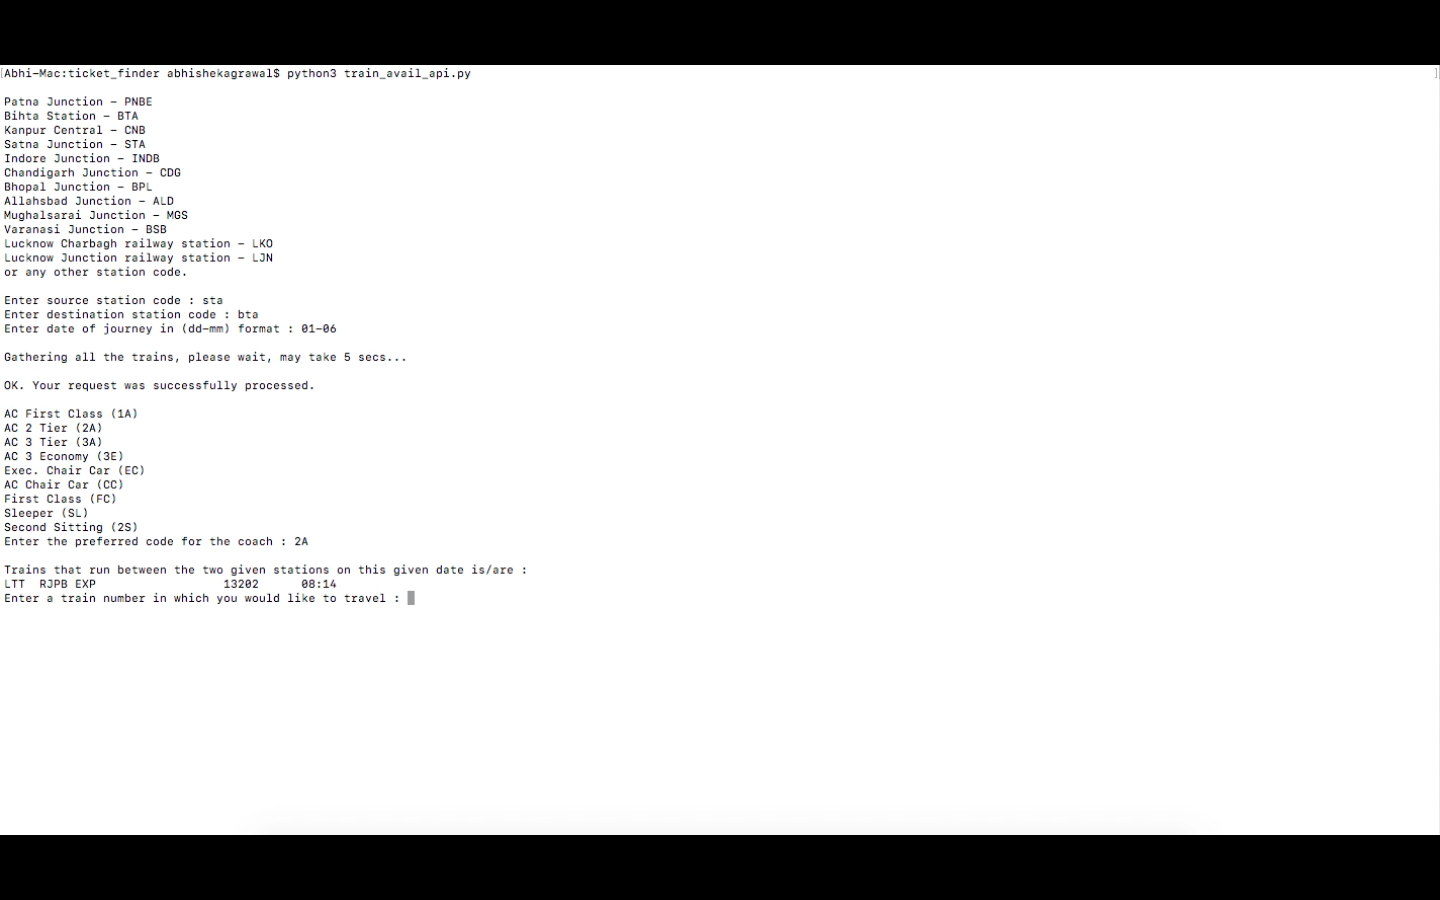 [Abhi-Mac:ticket_finder abhishekagrawal$ python3 train_avail_api.py ]
Patna Junction - PNBE
Bihta Station - BTA
Kanpur Central - CNB
Satna Junction - STA
Indore Junction - INDB
Chandigarh Junction - CDG
Bhopal Junction - BPL
Allahsbad Junction - ALD
Mughalsarai Junction - MGS
Varanasi Junction - BSB
Lucknow Charbagh railway station - LKO
Lucknow Junction railway station - LJN
or any other station code.
Enter source station code : sta
Enter destination station code : bta
Enter date of journey in (dd-mm) format : 01-06
Gathering all the trains, please wait, may take 5 secs...
OK. Your request was successfully processed.
AC First Class (1A)
AC 2 Tier (2A)
AC 3 Tier (3A)
AC 3 Economy (3E)
Exec. Chair Car (EC)
AC Chair Car (CC)
First Class (FC)
Sleeper (SL)
Second Sitting (2S)
Enter the preferred code for the coach : 2A
Trains that run between the two given stations on this given date is/are :
LTT  RJPB EXP                  13202      08:14
Enter a train number in which you would like to travel :